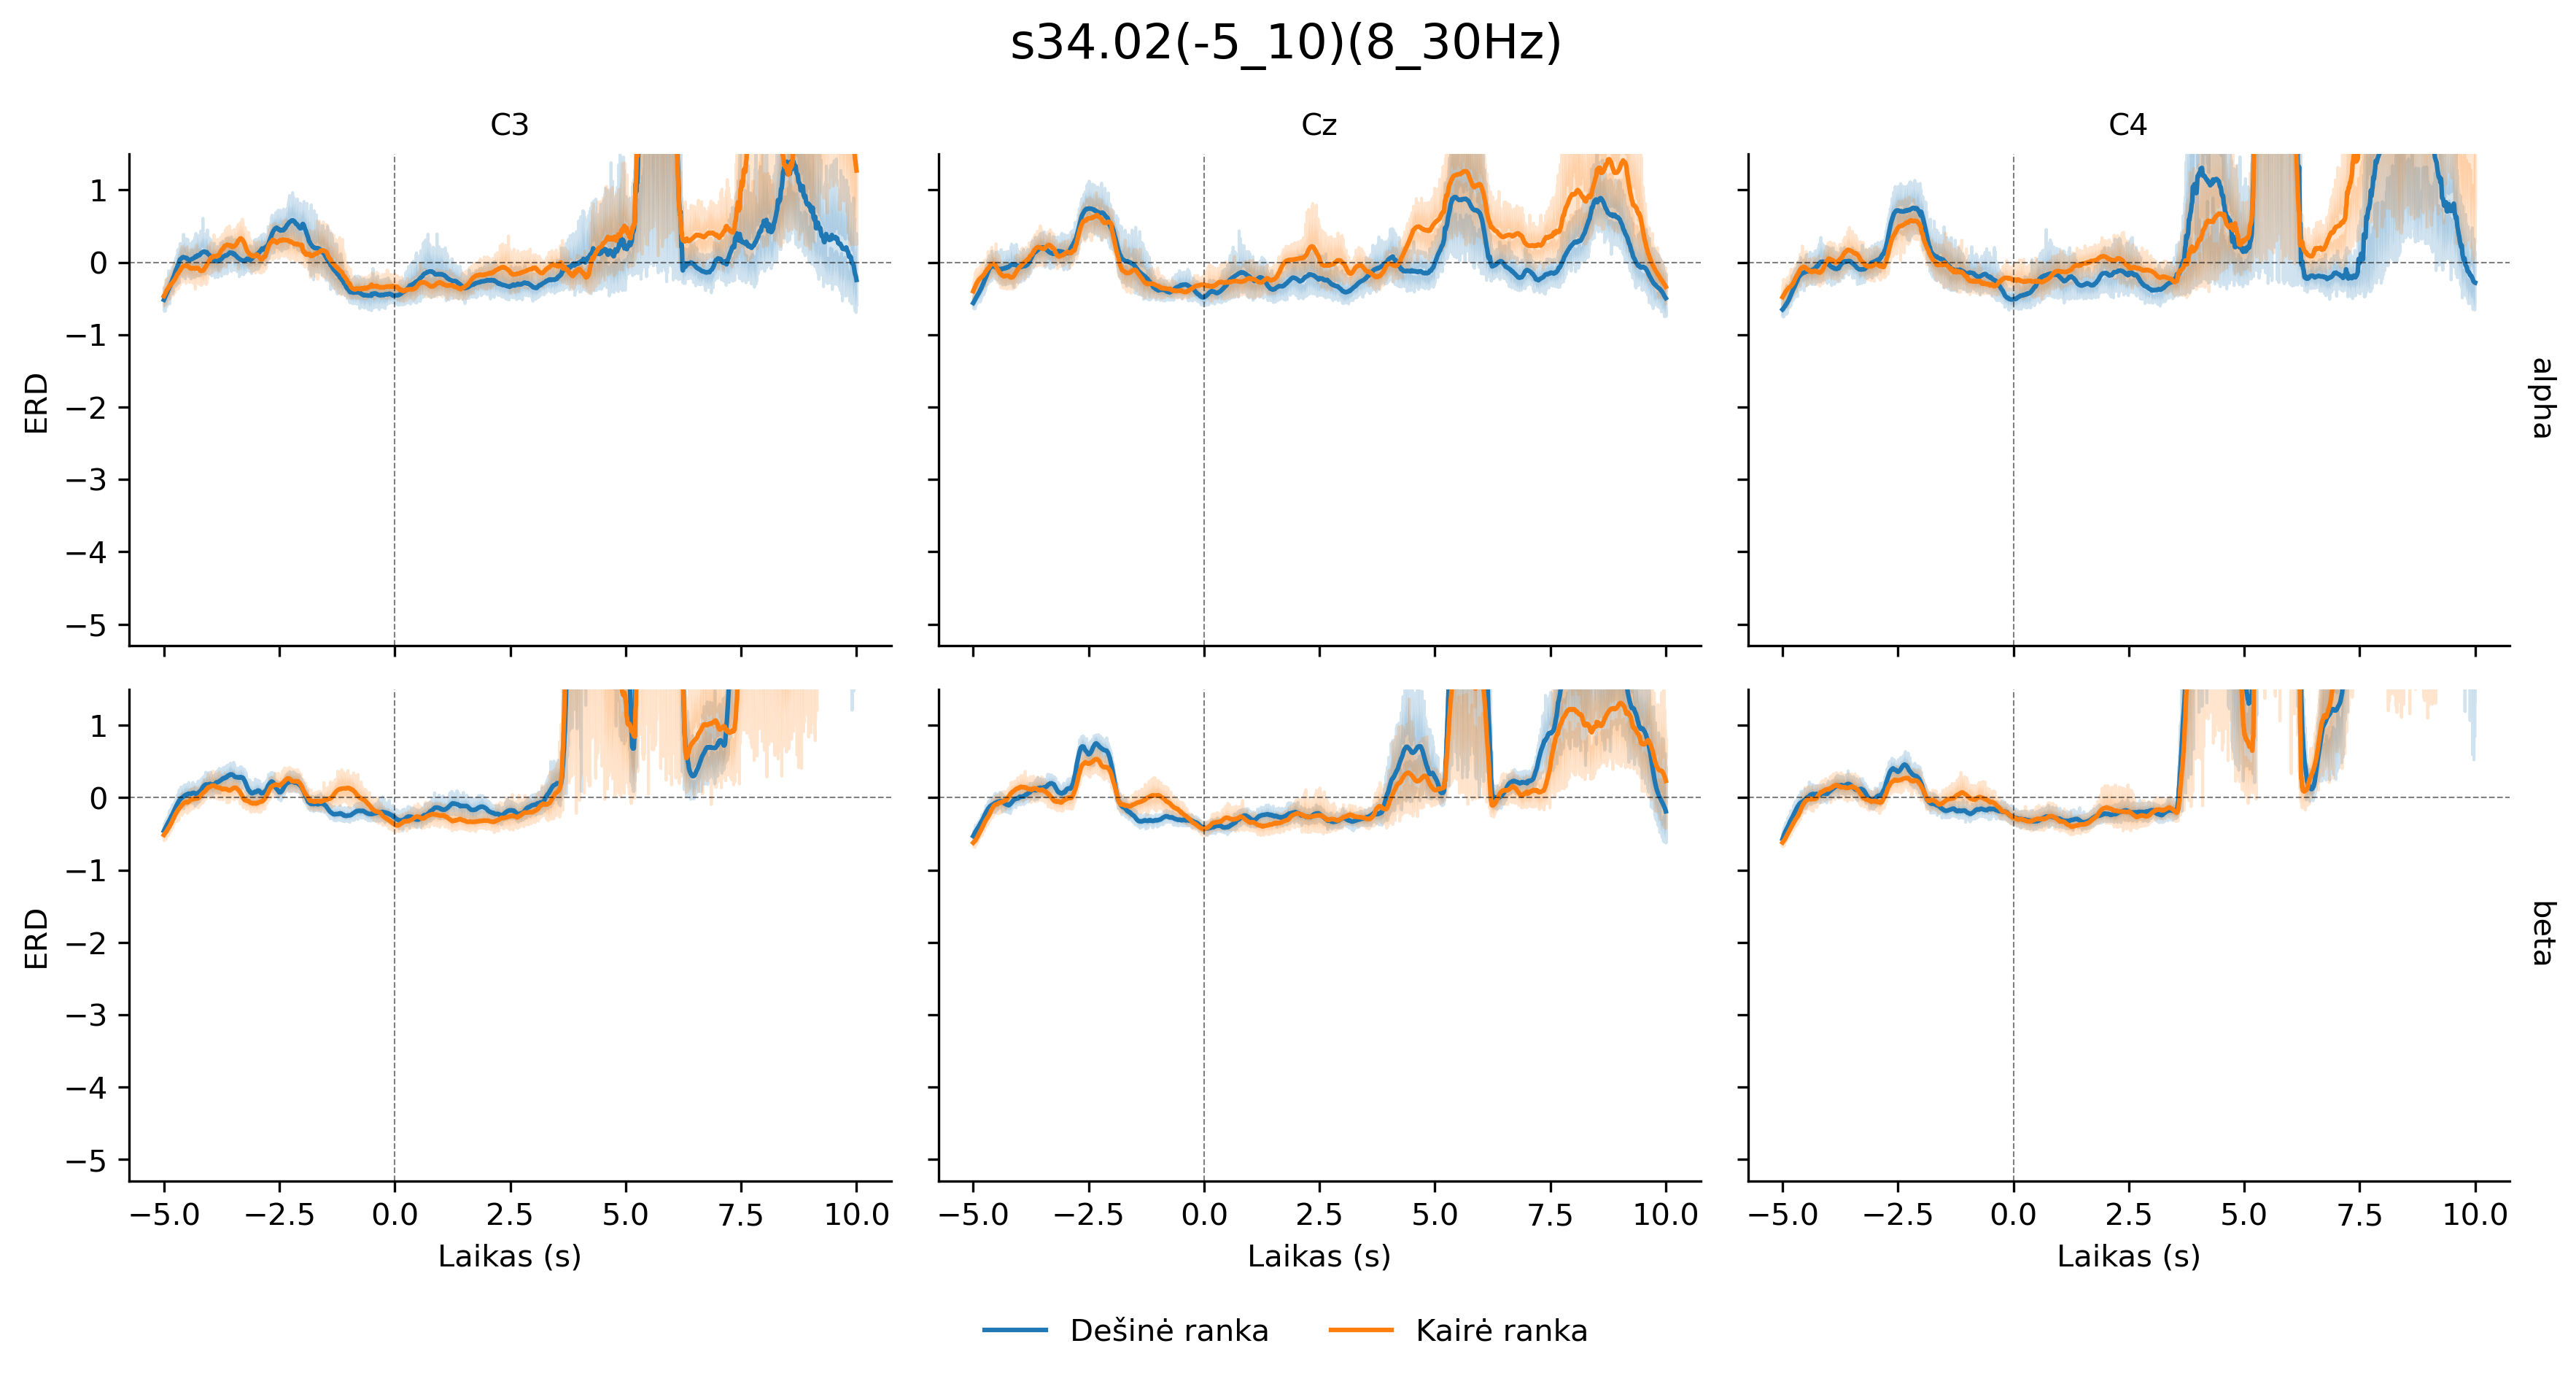 s34.02(-5_10)(8_30Hz)
C3 Cz C4
1
0
−1
−2
−3
−4
−5
ERD
alpha
1
0
−1
−2
−3
−4
−5
ERD
beta
−5.0 −2.5 0.0 2.5 5.0 7.5 10.0 −5.0 −2.5 0.0 2.5 5.0 7.5 10.0 −5.0 −2.5 0.0 2.5 5.0 7.5 10.0
Laikas (s) Laikas (s) Laikas (s)
Dešinė ranka Kairė ranka